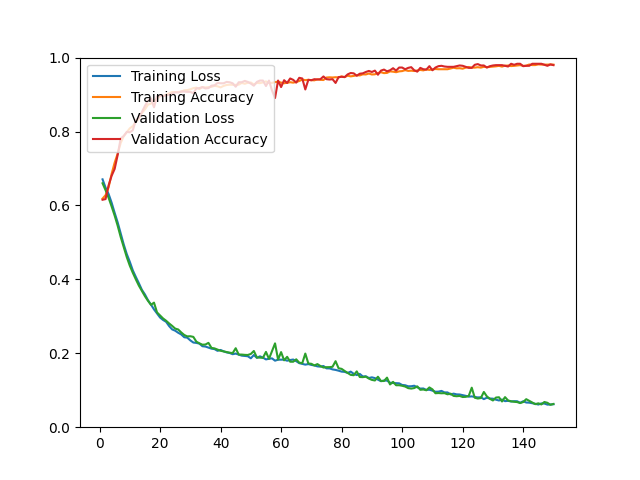 1.0
0.8
0.6
0.4
0.2
0.0
Training Loss
Training Accuracy
Validation Loss
Validation Accuracy
0 20 40 60 80 100 120 140